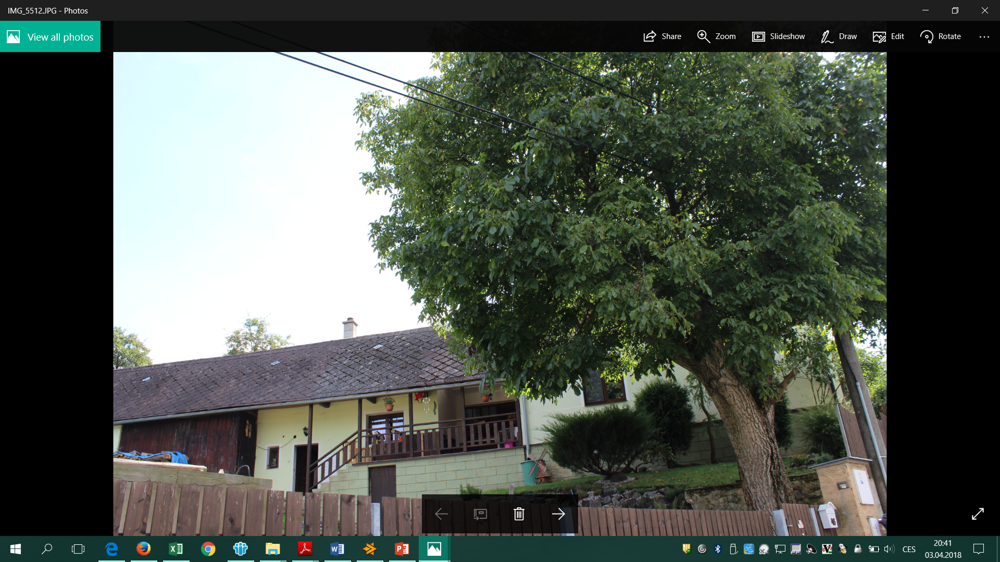 IMG_5512.JPG - Photos
View all photos
Share
Zoom
Slideshow
Draw
Edit
Rotate
CES
20:41
03.04.2018